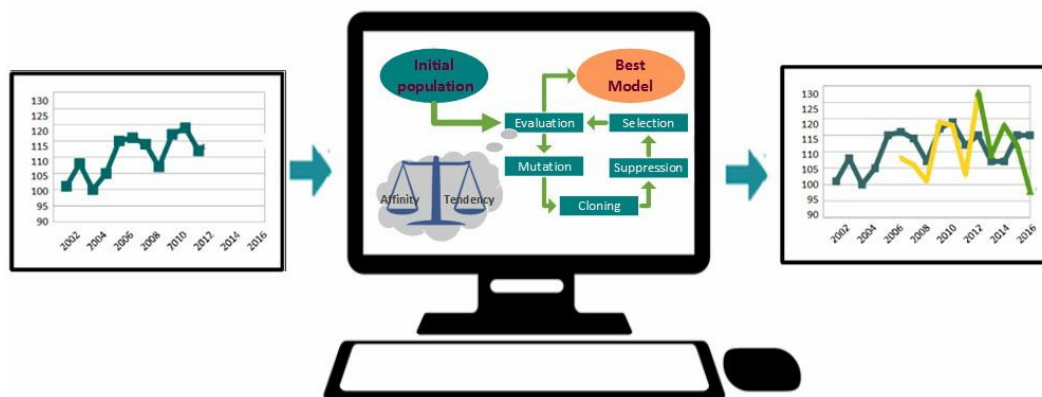 130
120
115
110
105
100
95
90
2002
2004
2006
2008
2010
2012
2014
2016
Initial
population
Best
Model
Evaluation
Selection
Mutation
Suppression
Cloning
Affinity
Tendency
130
120
115
110
105
100
95
90
2002
2004
2006
2008
2010
2012
2014
2016